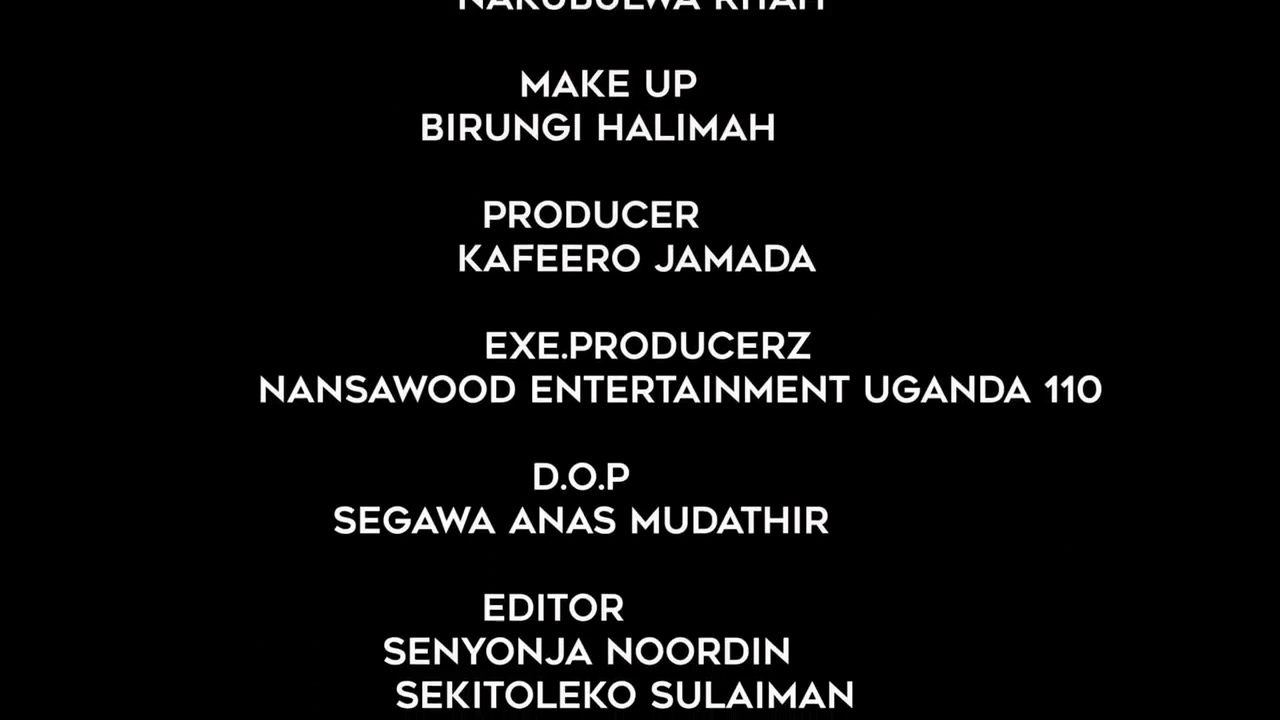 MAKE UP
BIRUNGI HALIMAH
PRODUCER
KAFEERO JAMADA
EXE.PRODUCERZ
NANSAWOOD ENTERTAINMENT UGANDA 110
D.O.P
SEGAWA ANAS MUDATHIR
EDITOR
SENYONJA NOORDIN
SEKITOLEKO SULAIMAN